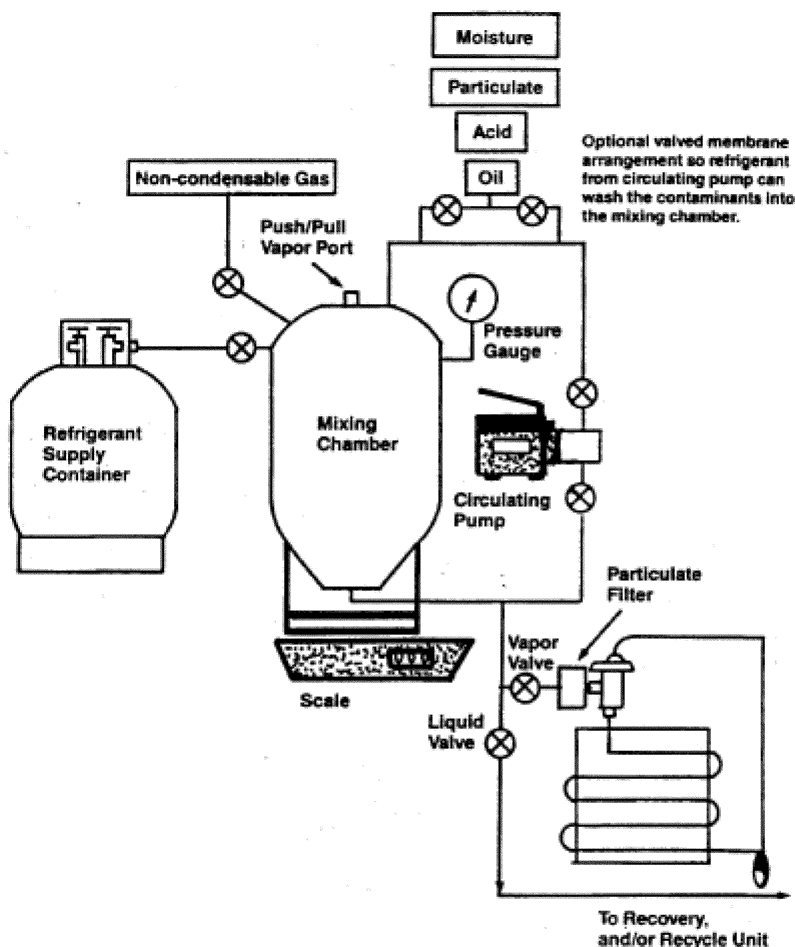 Moisture
Particulate
Acid
Oil
Optional valved membrane
arrangement so refrigerant
from circulating pump can
wash the contaminants into
the mixing chamber.
Non-condensable Gas
Push/Pull
Vapor Port
Pressure
Gauge
Refrigerant
Supply
Container
Mixing
Chamber
Circulating
Pump
Particulate
Filter
Vapor
Valve
Scale
Liquid
Valve
To Recovery,
and/or Recycle Unit